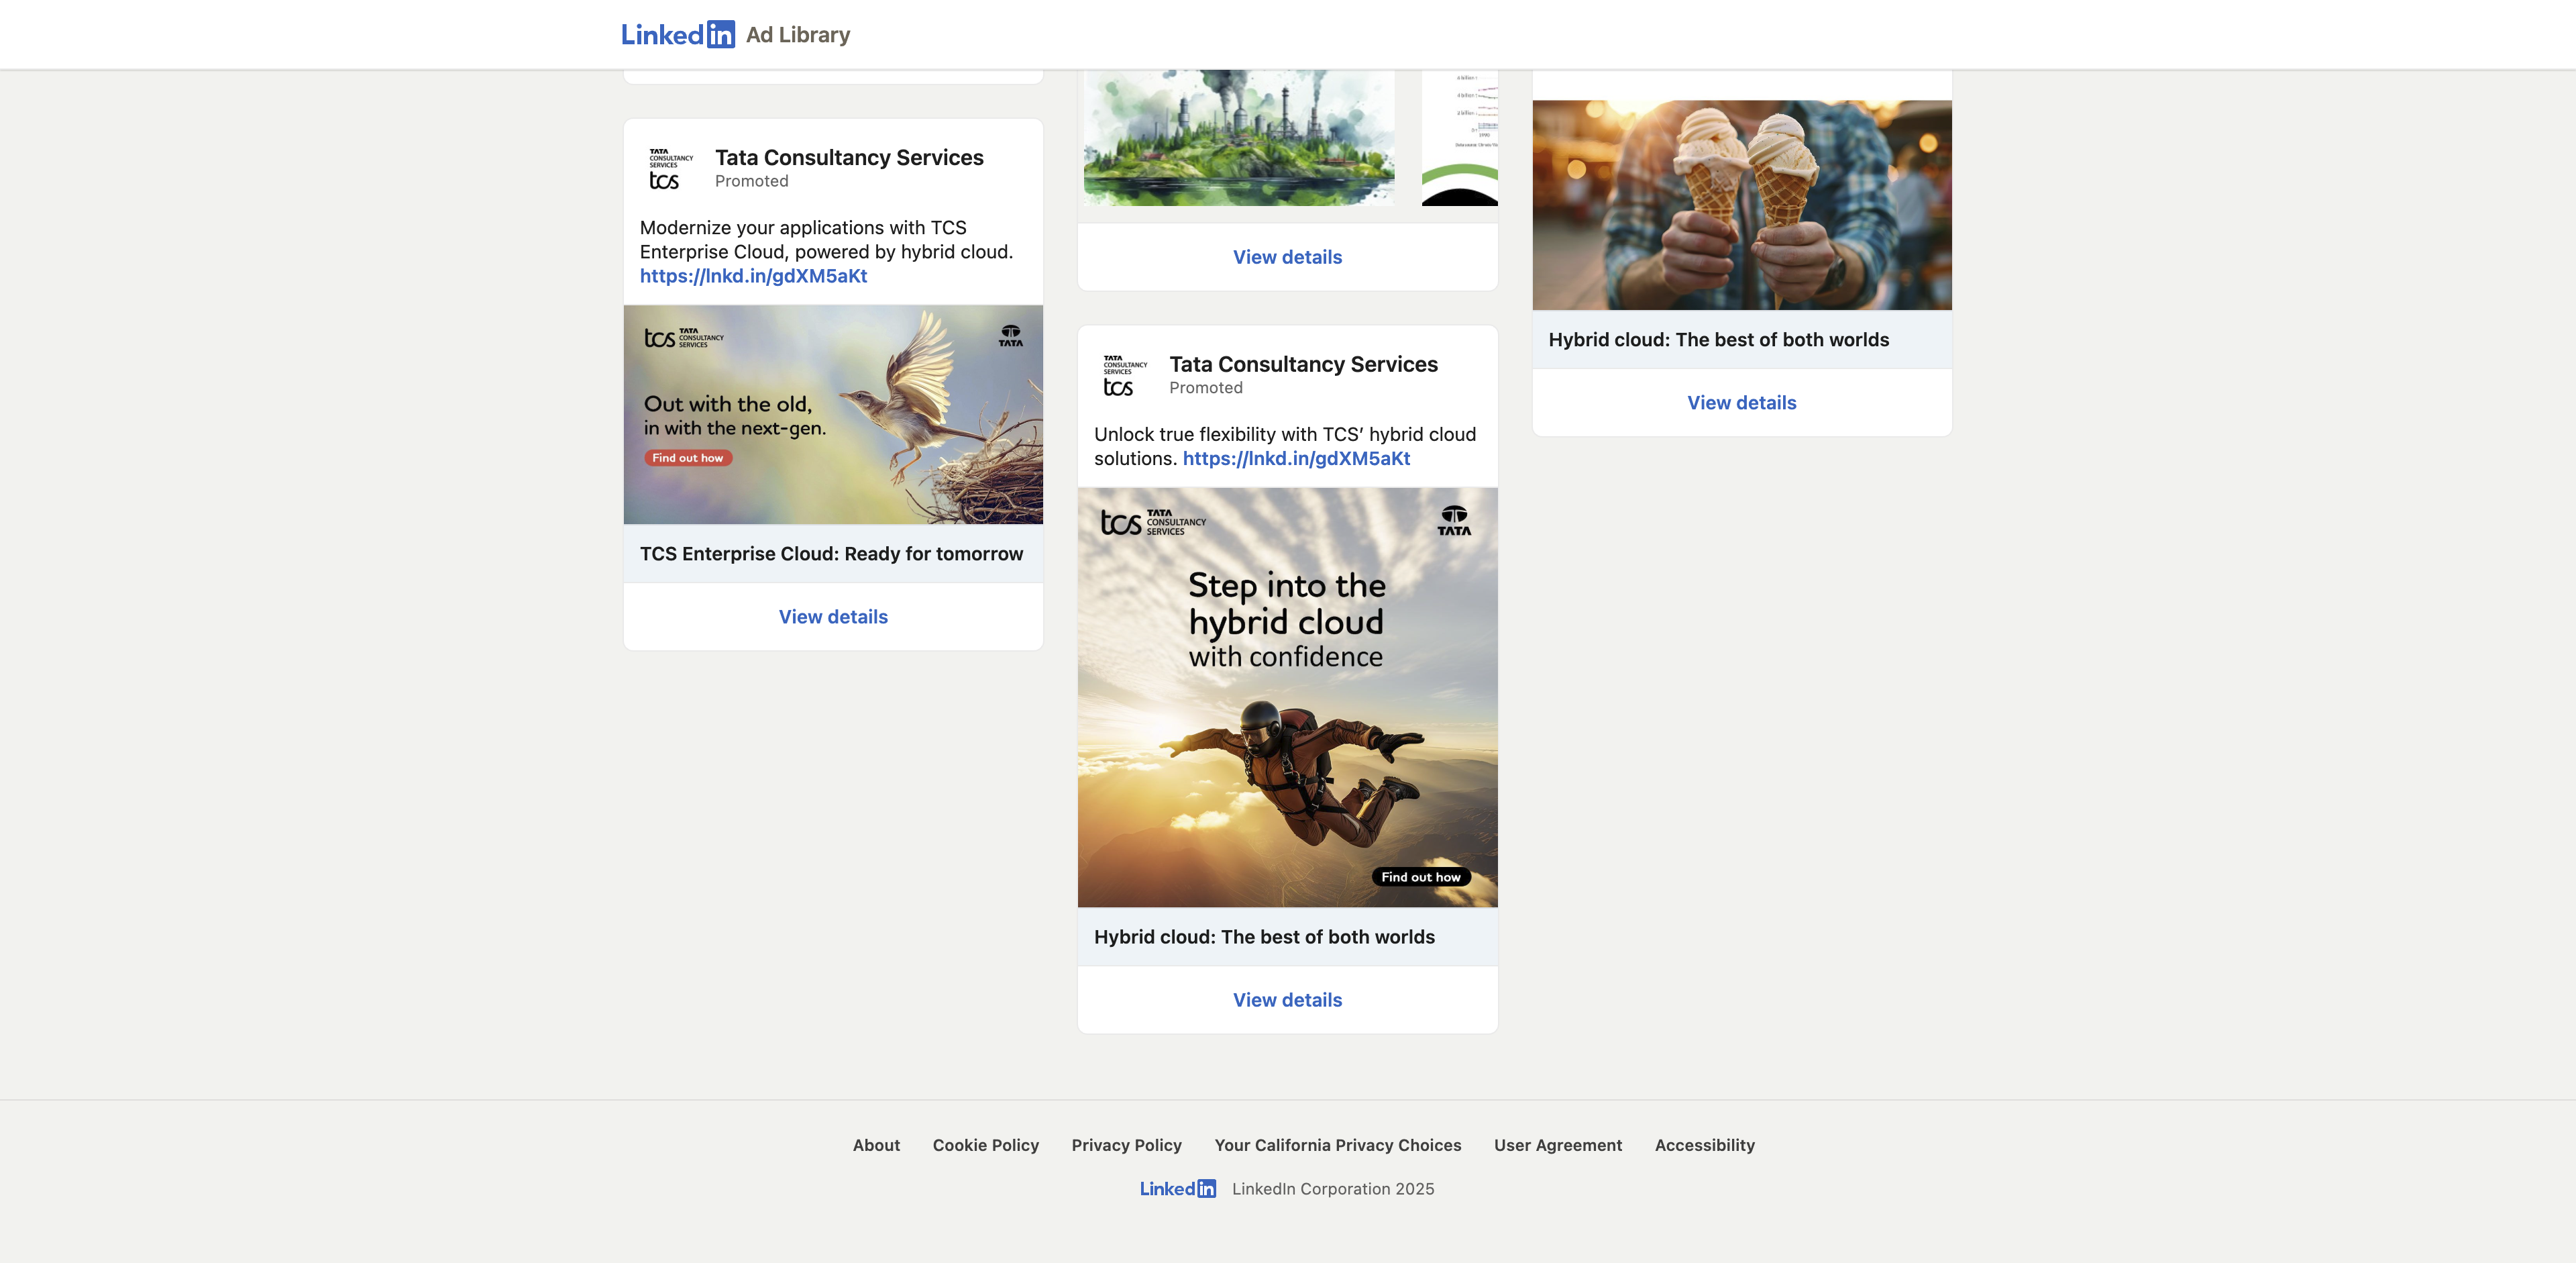 LinkedIn Ad Library
TATA
CONSULTANCY
SERVICES
tcs
Tata Consultancy Services
Promoted
Modernize your applications with TCS
Enterprise Cloud, powered by hybrid cloud.
https://lnkd.in/gdXM5aKt
tcs TATA
CONSULTANCY
SERVICES
TATA
Out with the old,
in with the next-gen.
Find out how
TCS Enterprise Cloud: Ready for tomorrow
View details
View details
TATA
CONSULTANCY
SERVICES
tcs
Tata Consultancy Services
Promoted
Unlock true flexibility with TCS’ hybrid cloud
solutions. https://lnkd.in/gdXM5aKt
tcs TATA
CONSULTANCY
SERVICES
TATA
Step into the
hybrid cloud
with confidence
Find out how
Hybrid cloud: The best of both worlds
View details
Hybrid cloud: The best of both worlds
View details
About Cookie Policy Privacy Policy Your California Privacy Choices User Agreement Accessibility
LinkedIn LinkedIn Corporation 2025